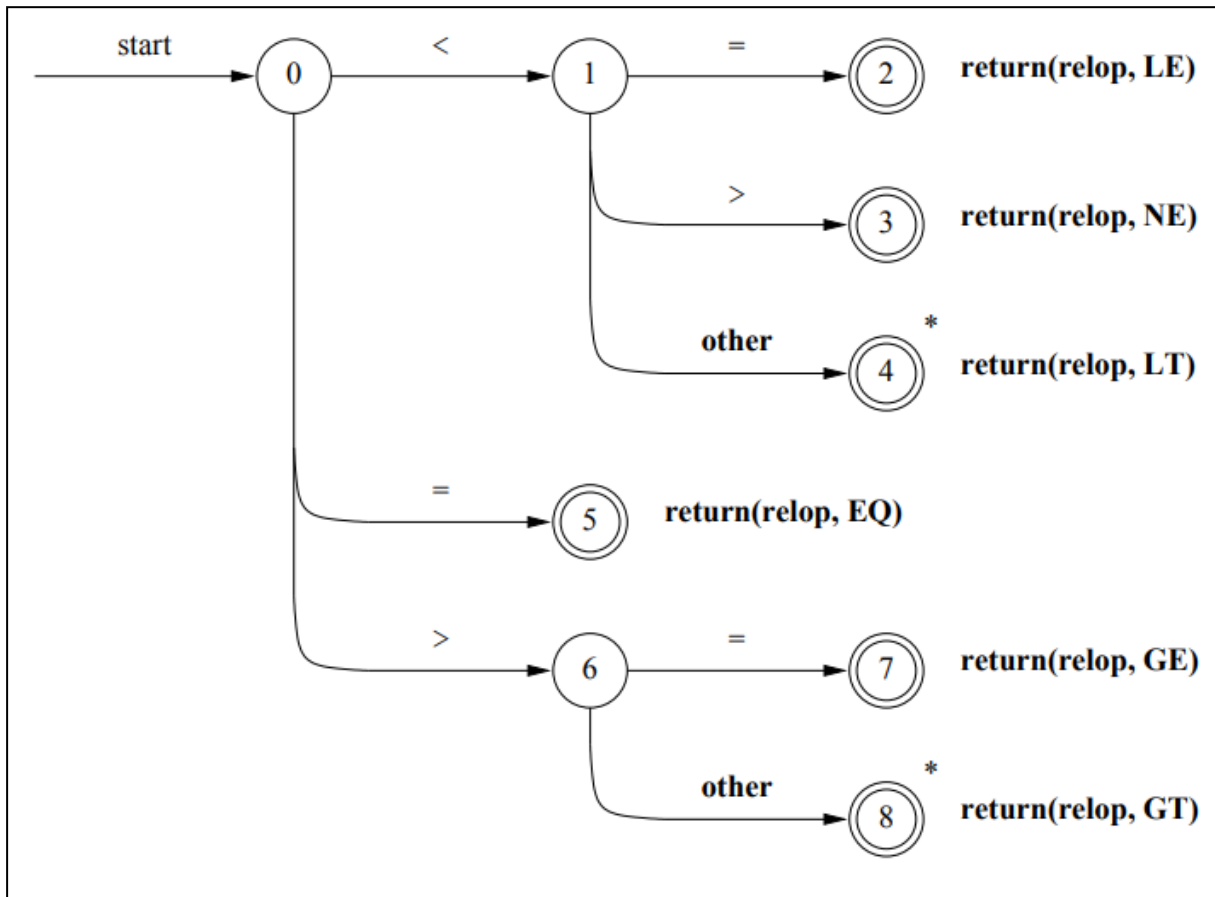 start
0
<
1
=
2
return(relop, LE)
>
3
return(relop, NE)
other
4
*
return(relop, LT)
=
5
return(relop, EQ)
>
6
=
7
return(relop, GE)
other
8
*
return(relop, GT)